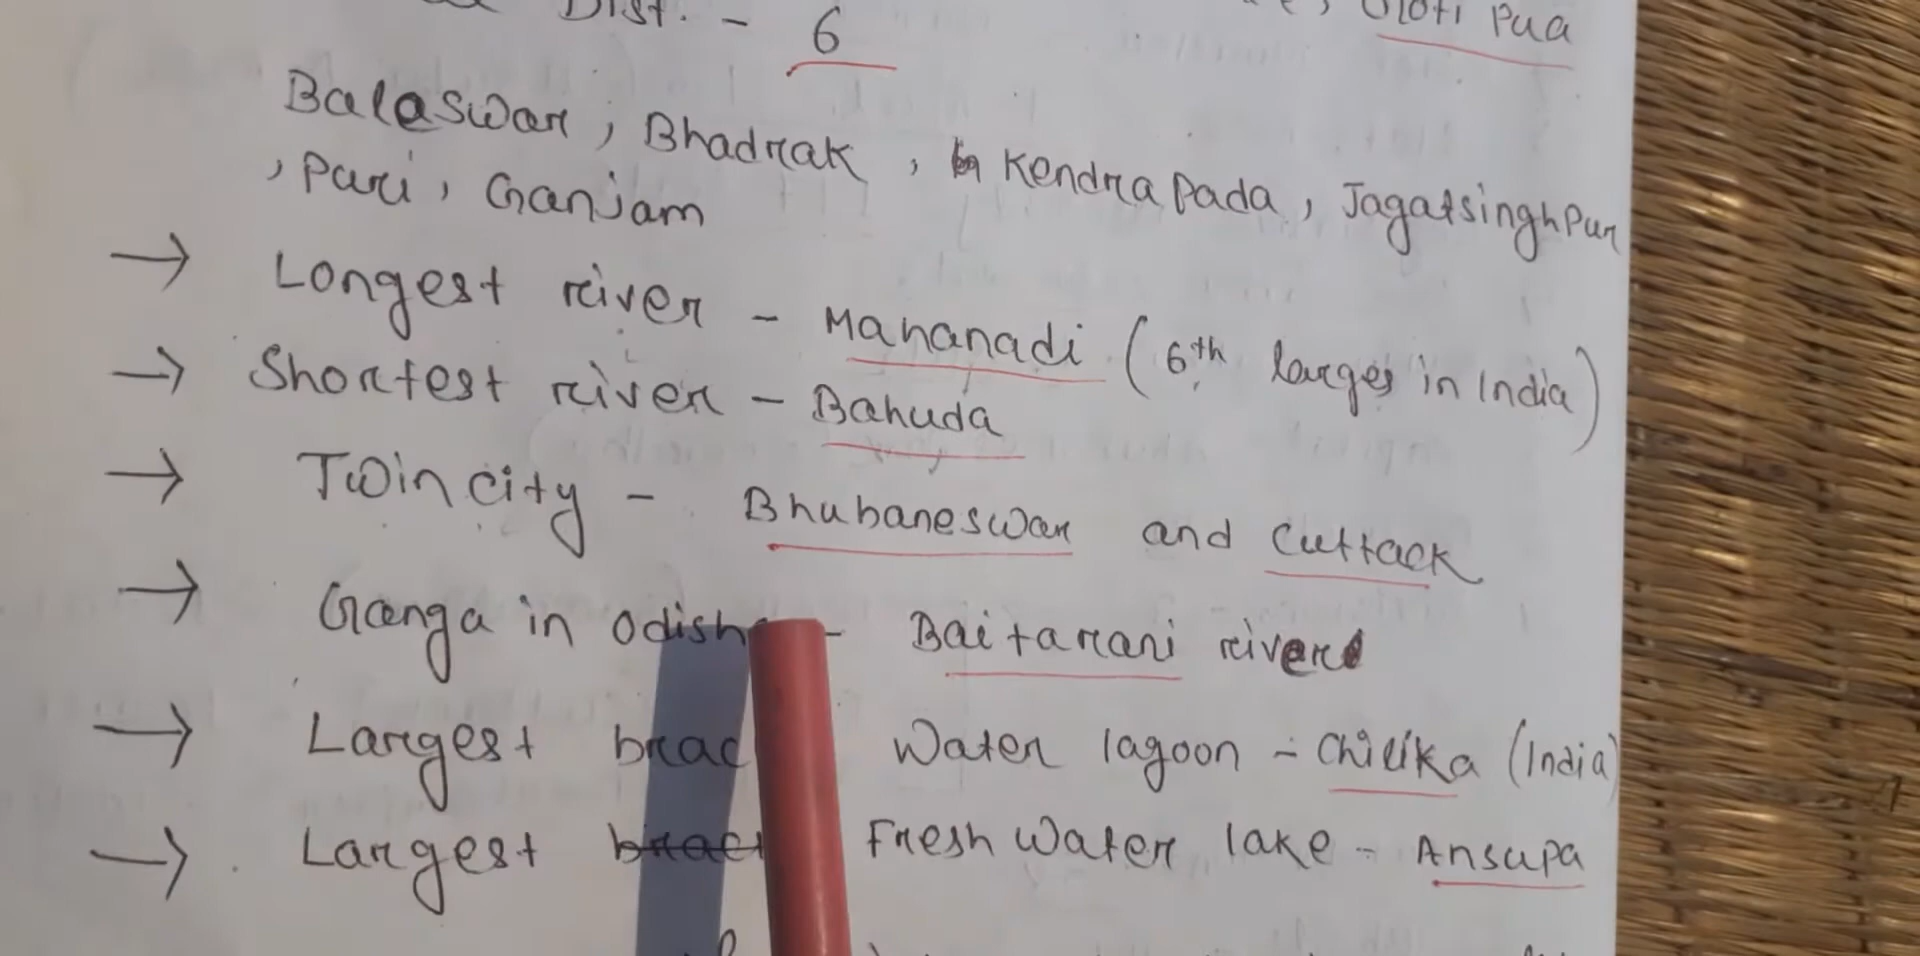 Dist. - 6
Pua
Balaswar, Bhadrak, Kendrapada, Jagatsinghpur
, Puri, Ganjam
→ Longest river - Mahanadi (6th larges in India)
→ Shortest river - Bahuda
→ Twin city - Bhubaneswar and Cuttack
→ Ganga in Odisha - Baitarani river
→ Largest brac Water lagoon - Chilika (India)
→ Largest Fresh Water lake - Ansupa